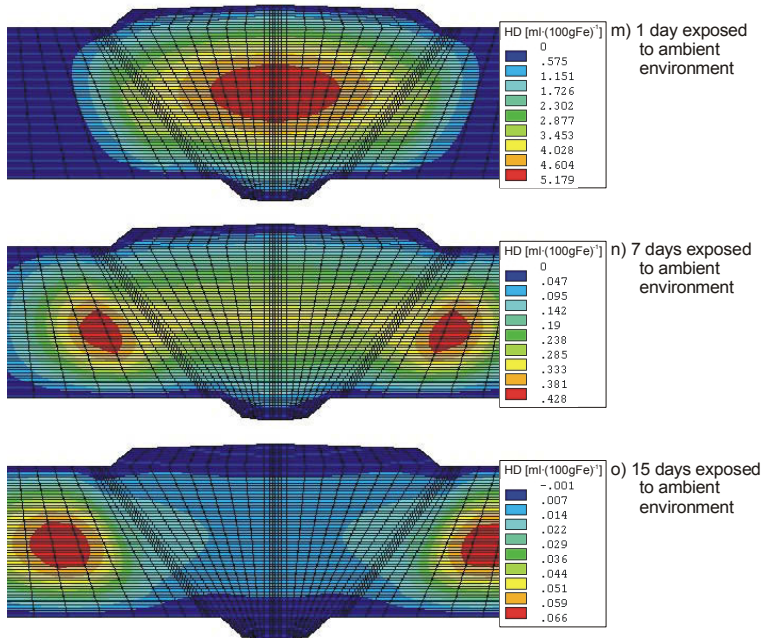 HD [ml·(100gFe)⁻¹]
0
.575
1.151
1.726
2.302
2.877
3.453
4.028
4.604
5.179
m) 1 day exposed
to ambient
environment
HD [ml·(100gFe)⁻¹]
0
.047
.095
.142
.19
.238
.285
.333
.381
.428
n) 7 days exposed
to ambient
environment
HD [ml·(100gFe)⁻¹]
-.001
.007
.014
.022
.029
.036
.044
.051
.059
.066
o) 15 days exposed
to ambient
environment